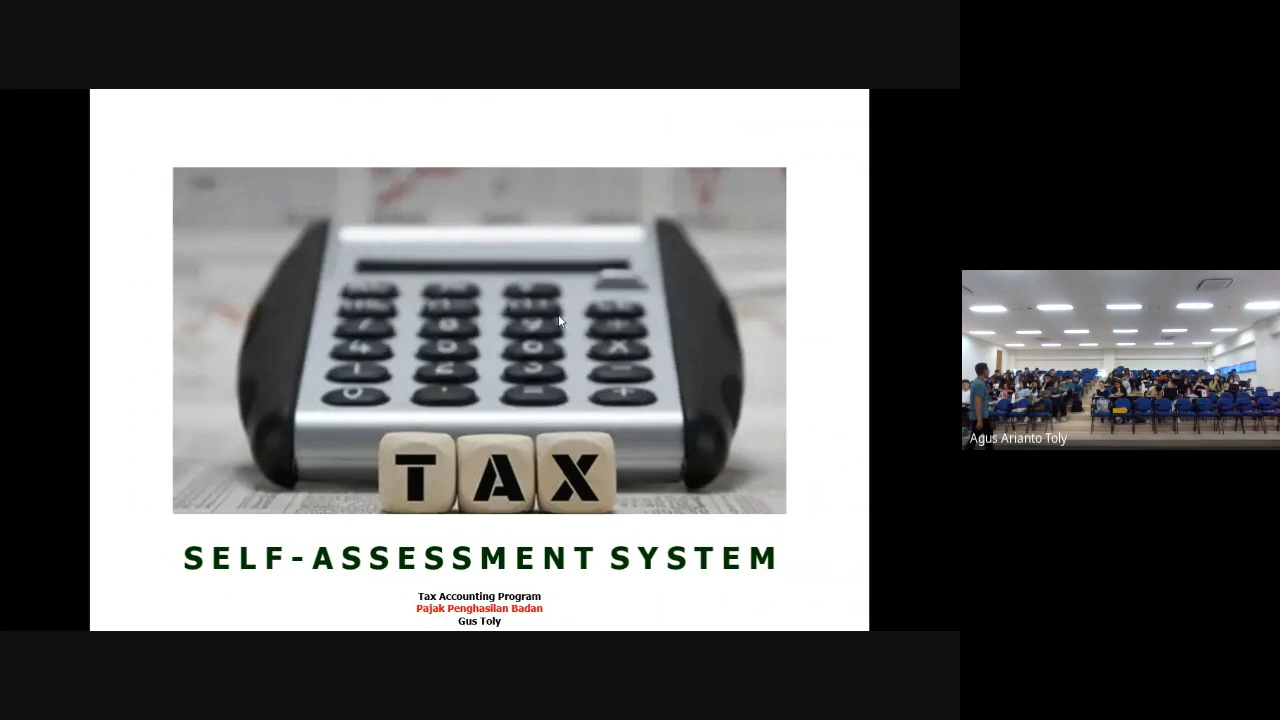 TAX
SELF-ASSESSMENT SYSTEM
Tax Accounting Program
Pajak Penghasilan Badan
Gus Toly
Agus Arianto Toly